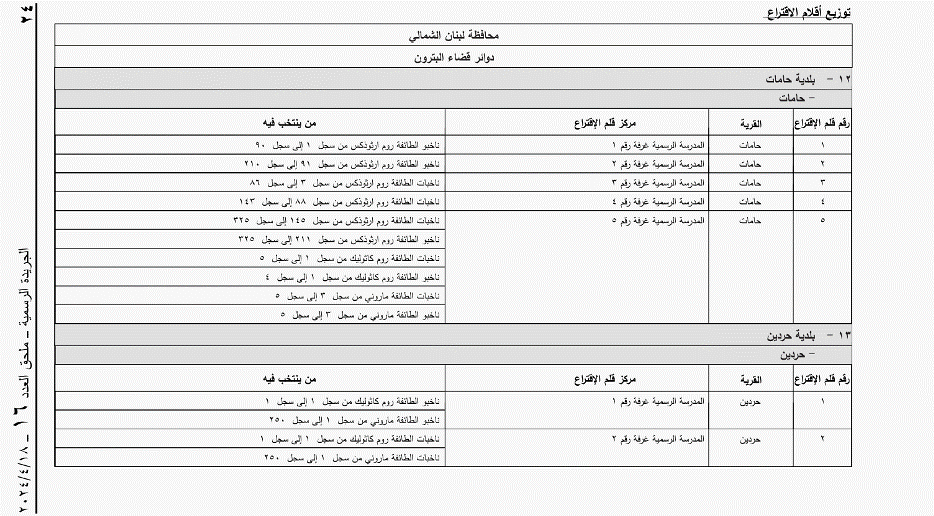 توزيع أقلام الاقتراع
محافظة لبنان الشمالي
دوائر قضاء البترون
١٢ - بلدية حامات
- حامات
رقم قلم الإقتراع القرية مركز قلم الإقتراع من ينتخب فيه
١ حامات المدرسة الرسمية غرفة رقم ١ ناخبو الطائفة روم ارثوذكس من سجل ١ إلى سجل ٩٠
٢ حامات المدرسة الرسمية غرفة رقم ٢ ناخبو الطائفة روم ارثوذكس من سجل ٩١ إلى سجل ٢١٠
٣ حامات المدرسة الرسمية غرفة رقم ٣ ناخبات الطائفة روم ارثوذكس من سجل ٣ إلى سجل ٨٦
٤ حامات المدرسة الرسمية غرفة رقم ٤ ناخبات الطائفة روم ارثوذكس من سجل ٨٨ إلى سجل ١٤٣
٥ حامات المدرسة الرسمية غرفة رقم ٥ ناخبات الطائفة روم ارثوذكس من سجل ١٤٥ إلى سجل ٣٢٥
ناخبو الطائفة روم ارثوذكس من سجل ٢١١ إلى سجل ٣٢٥
ناخبات الطائفة روم كاثوليك من سجل ١ إلى سجل ٥
ناخبو الطائفة روم كاثوليك من سجل ١ إلى سجل ٤
ناخبات الطائفة ماروني من سجل ٣ إلى سجل ٥
ناخبو الطائفة ماروني من سجل ٣ إلى سجل ٥
١٣ - بلدية حردين
- حردين
رقم قلم الإقتراع القرية مركز قلم الإقتراع من ينتخب فيه
١ حردين المدرسة الرسمية غرفة رقم ١ ناخبو الطائفة روم كاثوليك من سجل ١ إلى سجل ١
ناخبو الطائفة ماروني من سجل ١ إلى سجل ٢٥٠
٢ حردين المدرسة الرسمية غرفة رقم ٢ ناخبات الطائفة روم كاثوليك من سجل ١ إلى سجل ١
ناخبات الطائفة ماروني من سجل ١ إلى سجل ٢٥٠
٢٤
الجريدة الرسمية - ملحق العدد ١٦ - ٢٠٢٤/٤/١٨